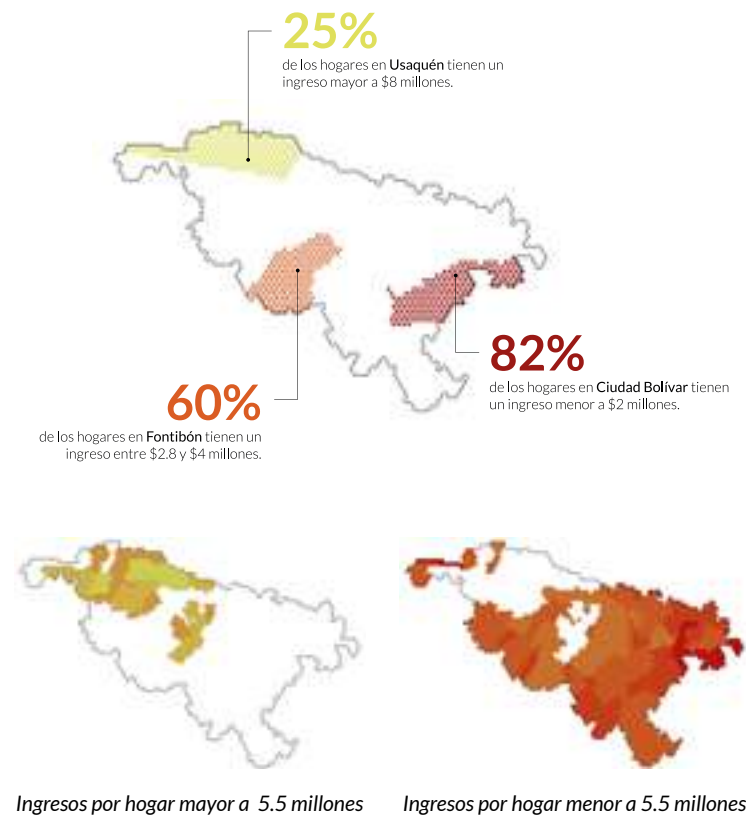 25%
de los hogares en Usaquén tienen un
ingreso mayor a $8 millones.
82%
de los hogares en Ciudad Bolívar tienen
un ingreso menor a $2 millones.
60%
de los hogares en Fontibón tienen un
ingreso entre $2.8 y $4 millones.
Ingresos por hogar mayor a 5.5 millones
Ingresos por hogar menor a 5.5 millones